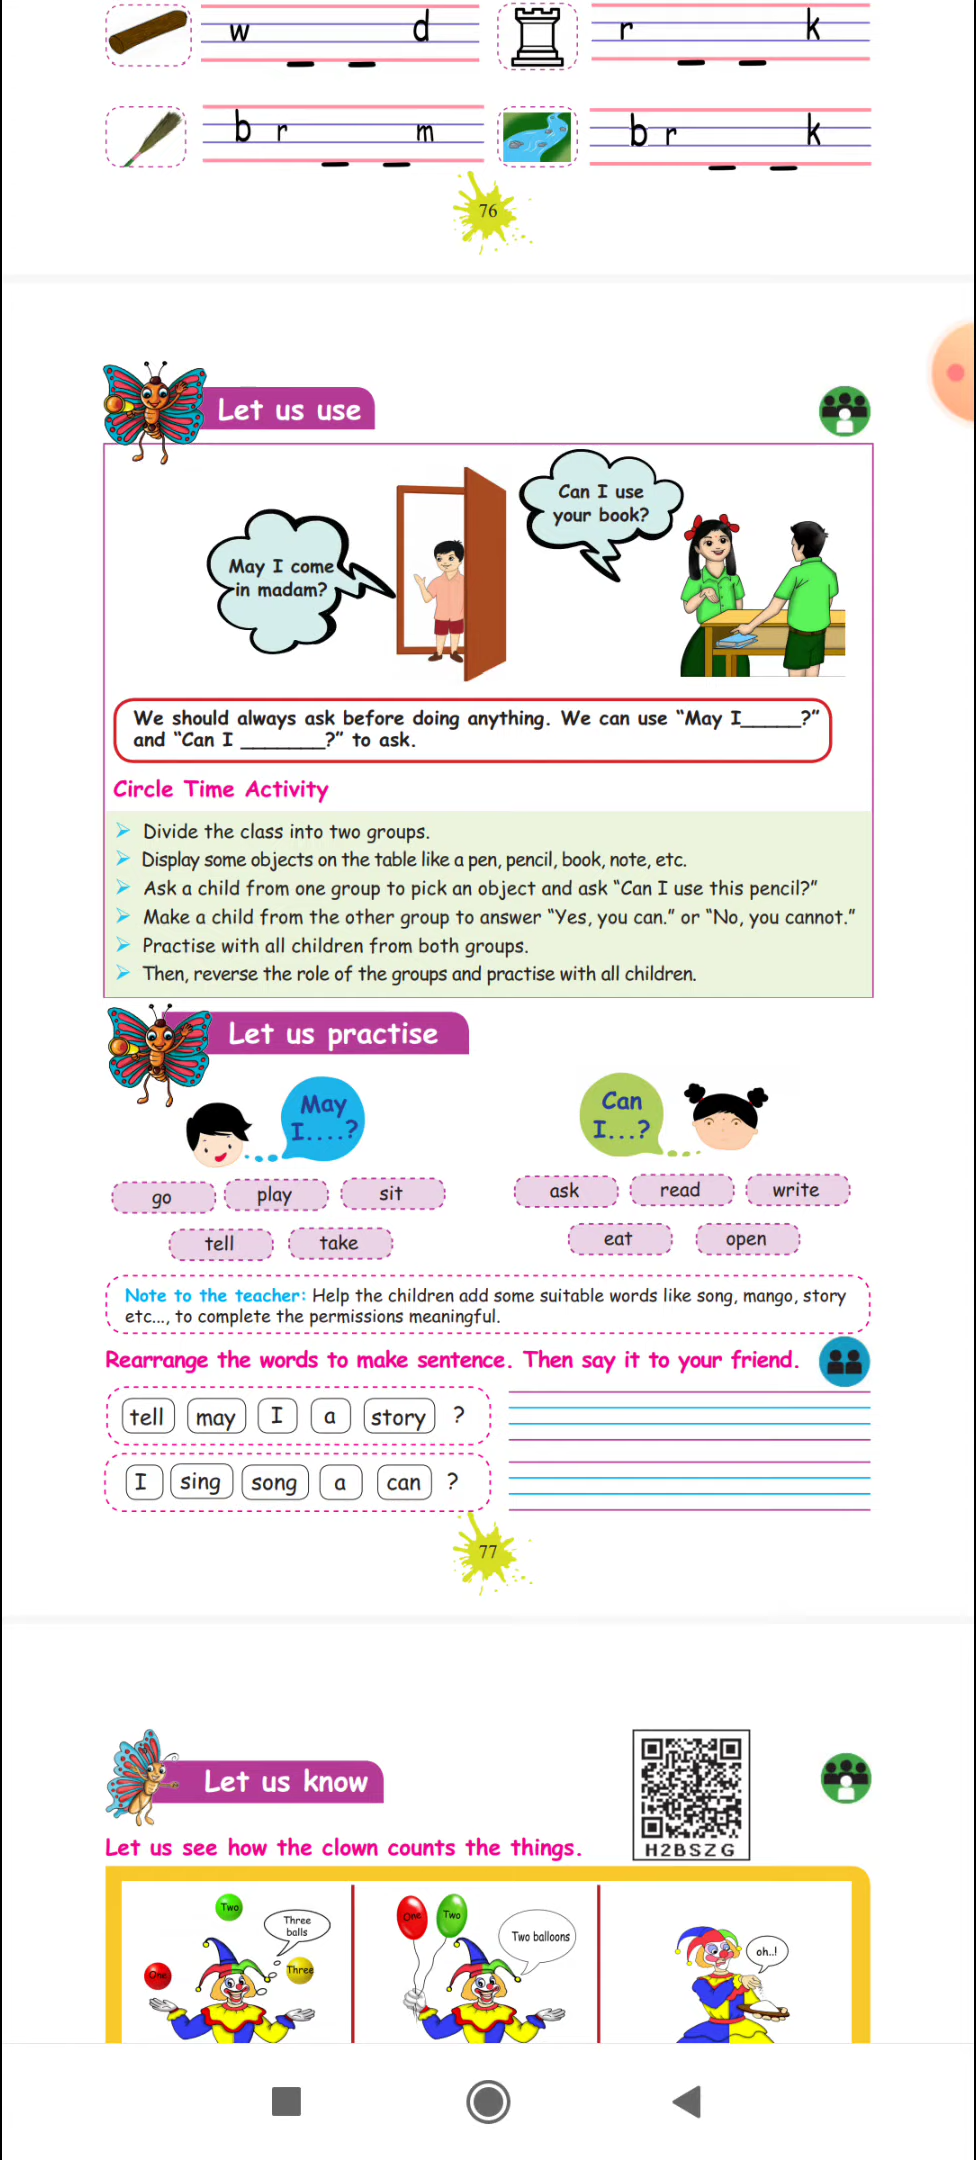 w _ _ d
r _ _ k
b r _ _ m
b r _ _ k
76
Let us use
Can I use
your book?
May I come
in madam?
We should always ask before doing anything. We can use “May I_____?”
and “Can I _______?” to ask.
Circle Time Activity
Divide the class into two groups.
Display some objects on the table like a pen, pencil, book, note, etc.
Ask a child from one group to pick an object and ask “Can I use this pencil?”
Make a child from the other group to answer “Yes, you can.” or “No, you cannot.”
Practise with all children from both groups.
Then, reverse the role of the groups and practise with all children.
Let us practise
May
I....?
Can
I...?
go play sit
tell take
ask read write
eat open
Note to the teacher: Help the children add some suitable words like song, mango, story
etc..., to complete the permissions meaningful.
Rearrange the words to make sentence. Then say it to your friend.
tell may I a story ?
I sing song a can ?
77
Let us know
H2BSZG
Let us see how the clown counts the things.
Two
Three
balls
One
Three
One
Two
Two balloons
oh..!